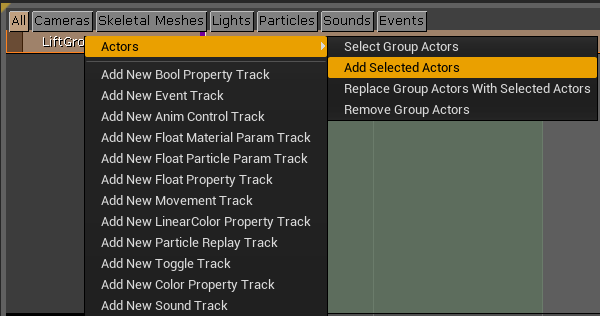 All Cameras Skeletal Meshes Lights Particles Sounds Events
Actors
Select Group Actors
Add Selected Actors
Replace Group Actors With Selected Actors
Remove Group Actors
Add New Bool Property Track
Add New Event Track
Add New Anim Control Track
Add New Float Material Param Track
Add New Float Particle Param Track
Add New Float Property Track
Add New Movement Track
Add New LinearColor Property Track
Add New Particle Replay Track
Add New Toggle Track
Add New Color Property Track
Add New Sound Track